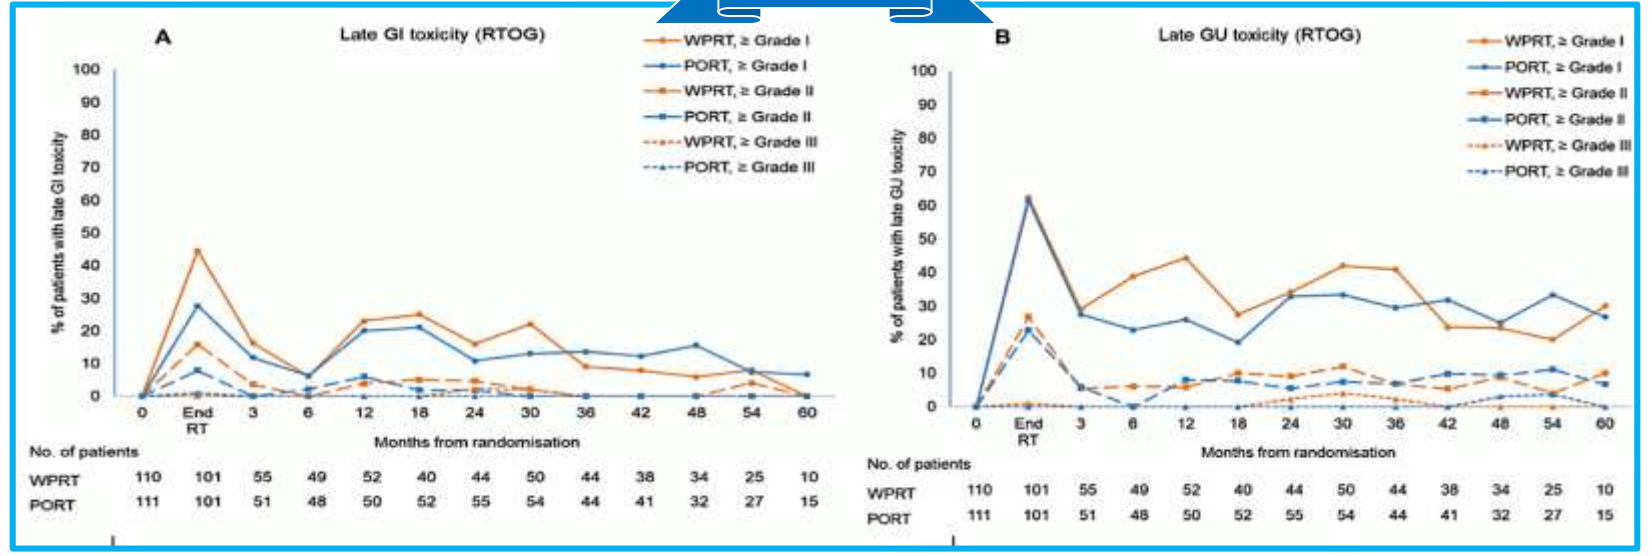 A
Late GI toxicity (RTOG)
WPRT, ≥ Grade I
PORT, ≥ Grade I
WPRT, ≥ Grade II
PORT, ≥ Grade II
WPRT, ≥ Grade III
PORT, ≥ Grade III
% of patients with late GI toxicity
100
90
80
70
60
50
40
30
20
10
0
0 End RT 3 6 12 18 24 30 36 42 48 54 60
Months from randomisation
No. of patients
WPRT 110 101 55 49 52 40 44 50 44 38 34 25 10
PORT 111 101 51 48 50 52 55 54 44 41 32 27 15
B
Late GU toxicity (RTOG)
WPRT, ≥ Grade I
PORT, ≥ Grade I
WPRT, ≥ Grade II
PORT, ≥ Grade II
WPRT, ≥ Grade III
PORT, ≥ Grade III
% of patients with late GU toxicity
100
90
80
70
60
50
40
30
20
10
0
0 End RT 3 6 12 18 24 30 36 42 48 54 60
Months from randomisation
No. of patients
WPRT 110 101 55 49 52 40 44 50 44 38 34 25 10
PORT 111 101 51 48 50 52 55 54 44 41 32 27 15